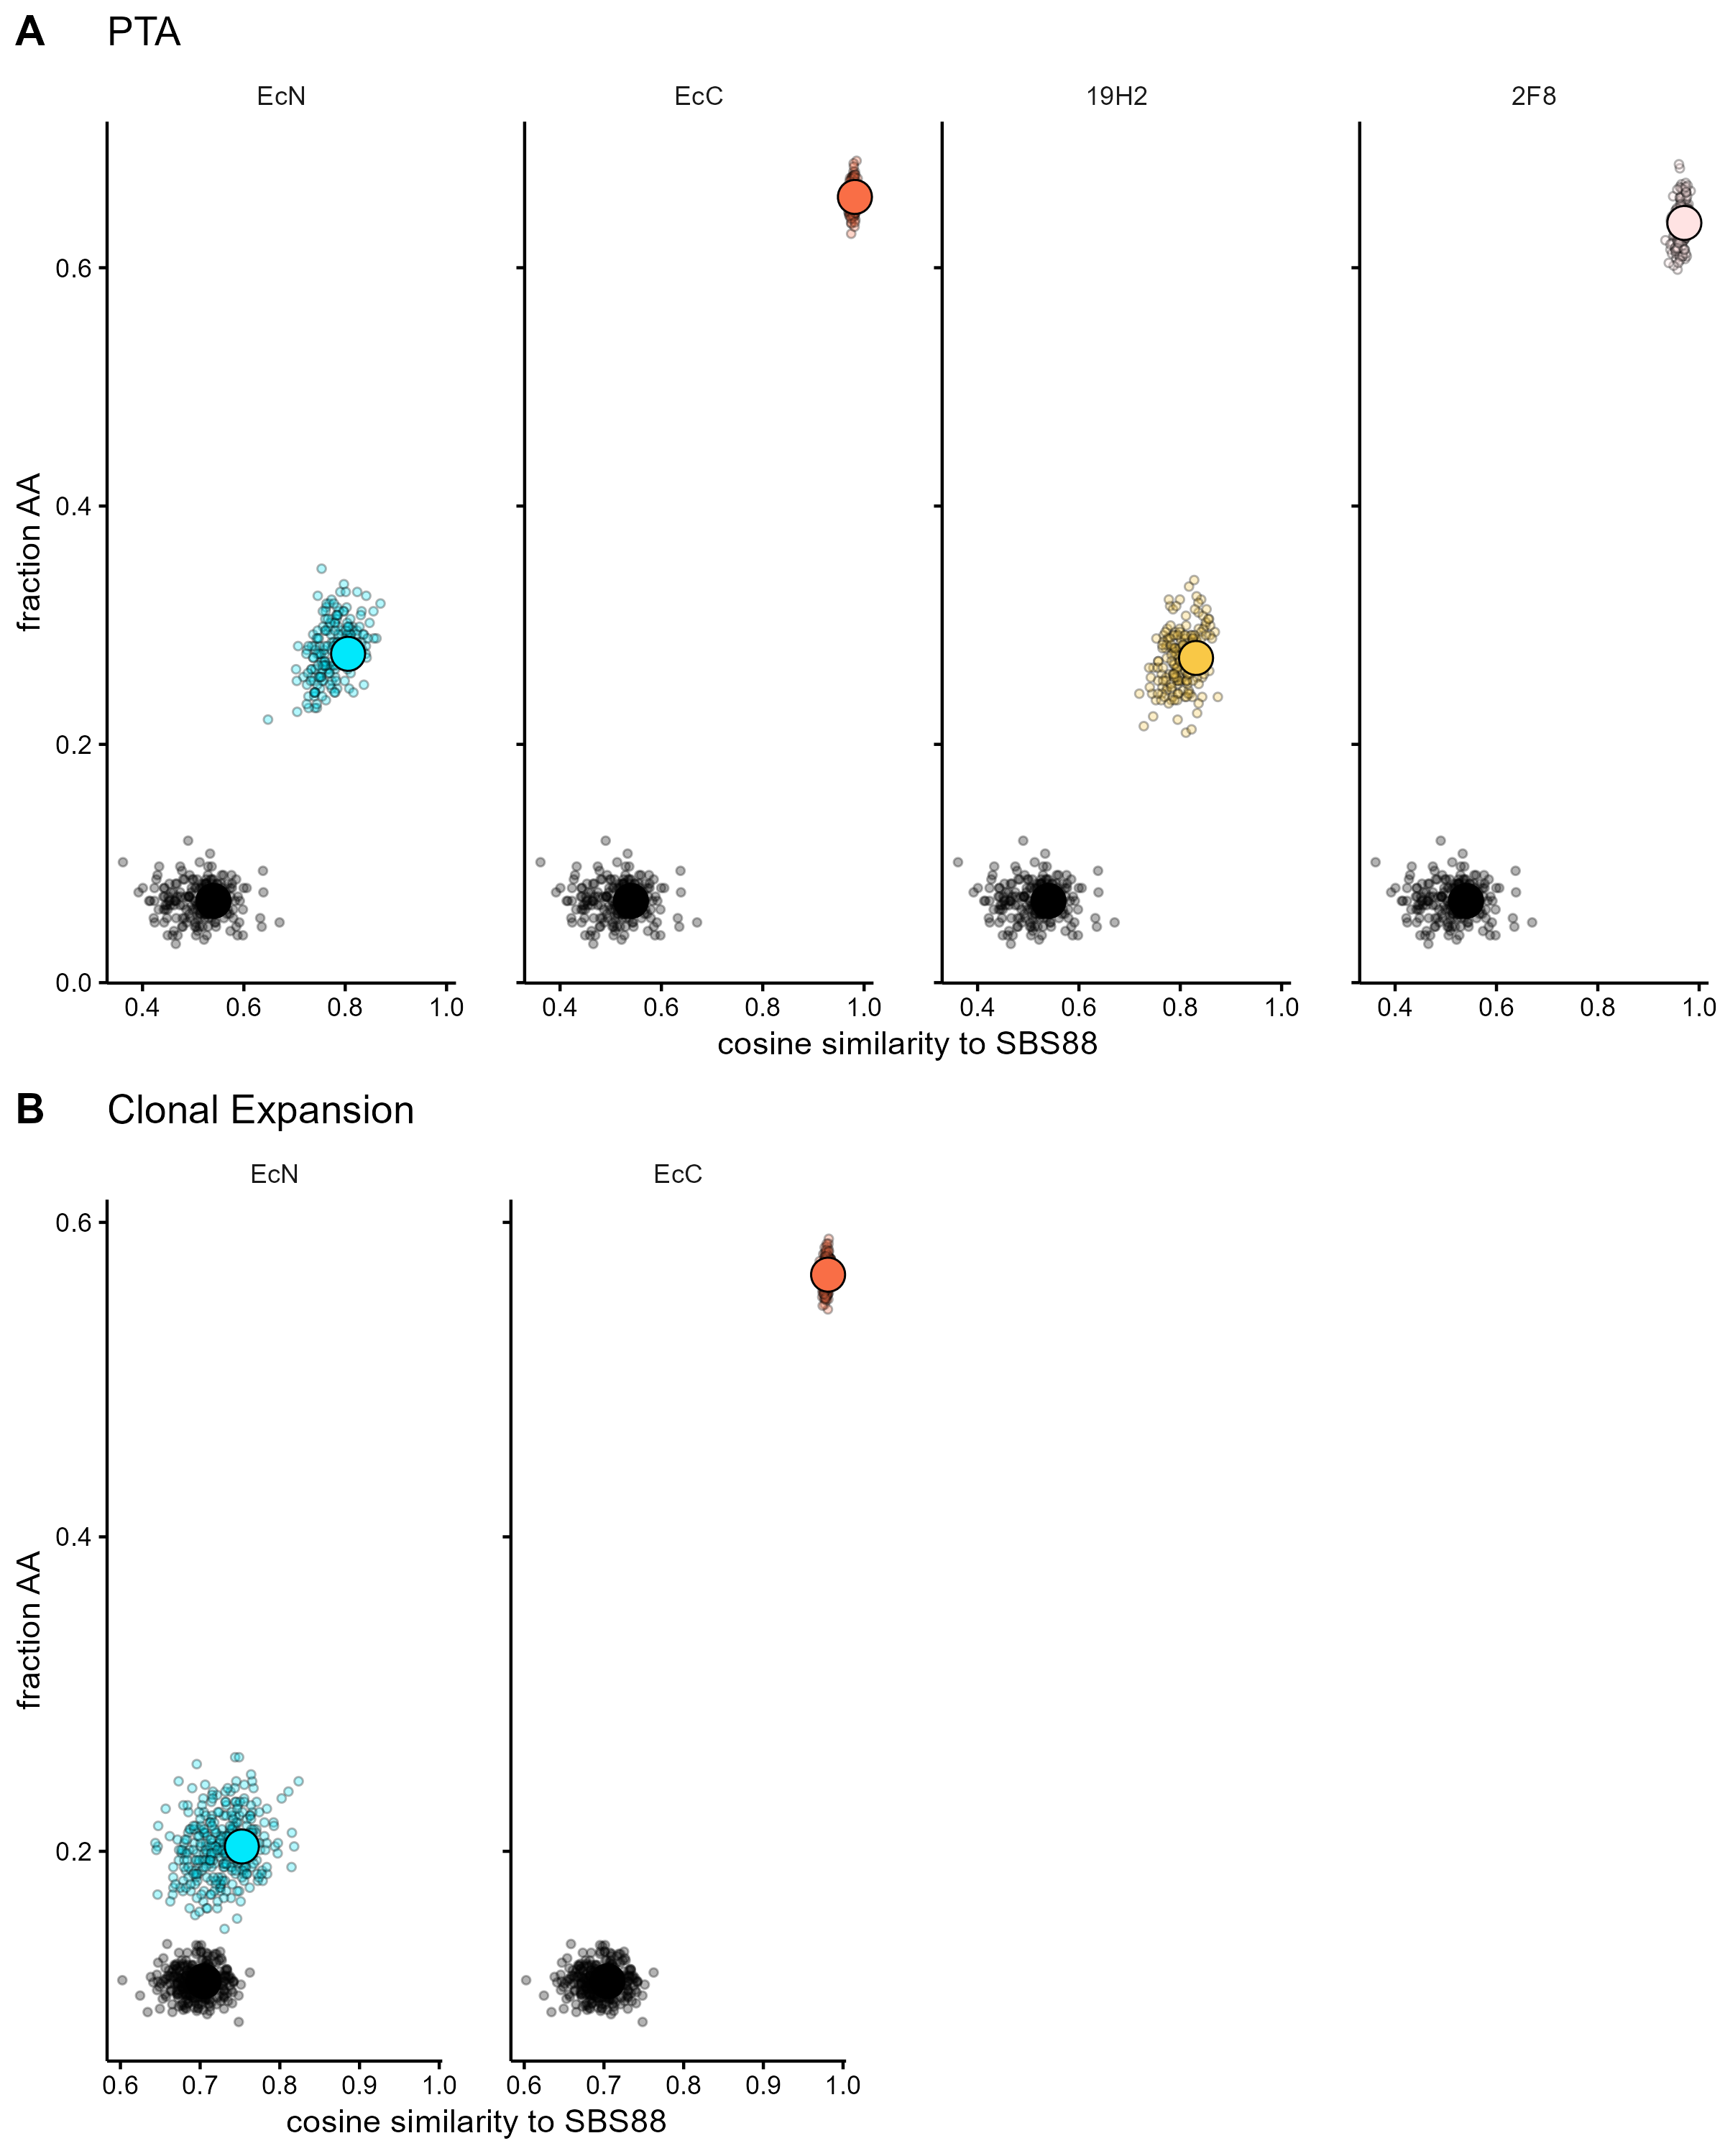 A PTA
EcN EcC 19H2 2F8
fraction AA
0.6
0.4
0.2
0.0
0.4 0.6 0.8 1.0 0.4 0.6 0.8 1.0 0.4 0.6 0.8 1.0 0.4 0.6 0.8 1.0
cosine similarity to SBS88
B Clonal Expansion
EcN EcC
fraction AA
0.6
0.4
0.2
0.6 0.7 0.8 0.9 1.0 0.6 0.7 0.8 0.9 1.0
cosine similarity to SBS88